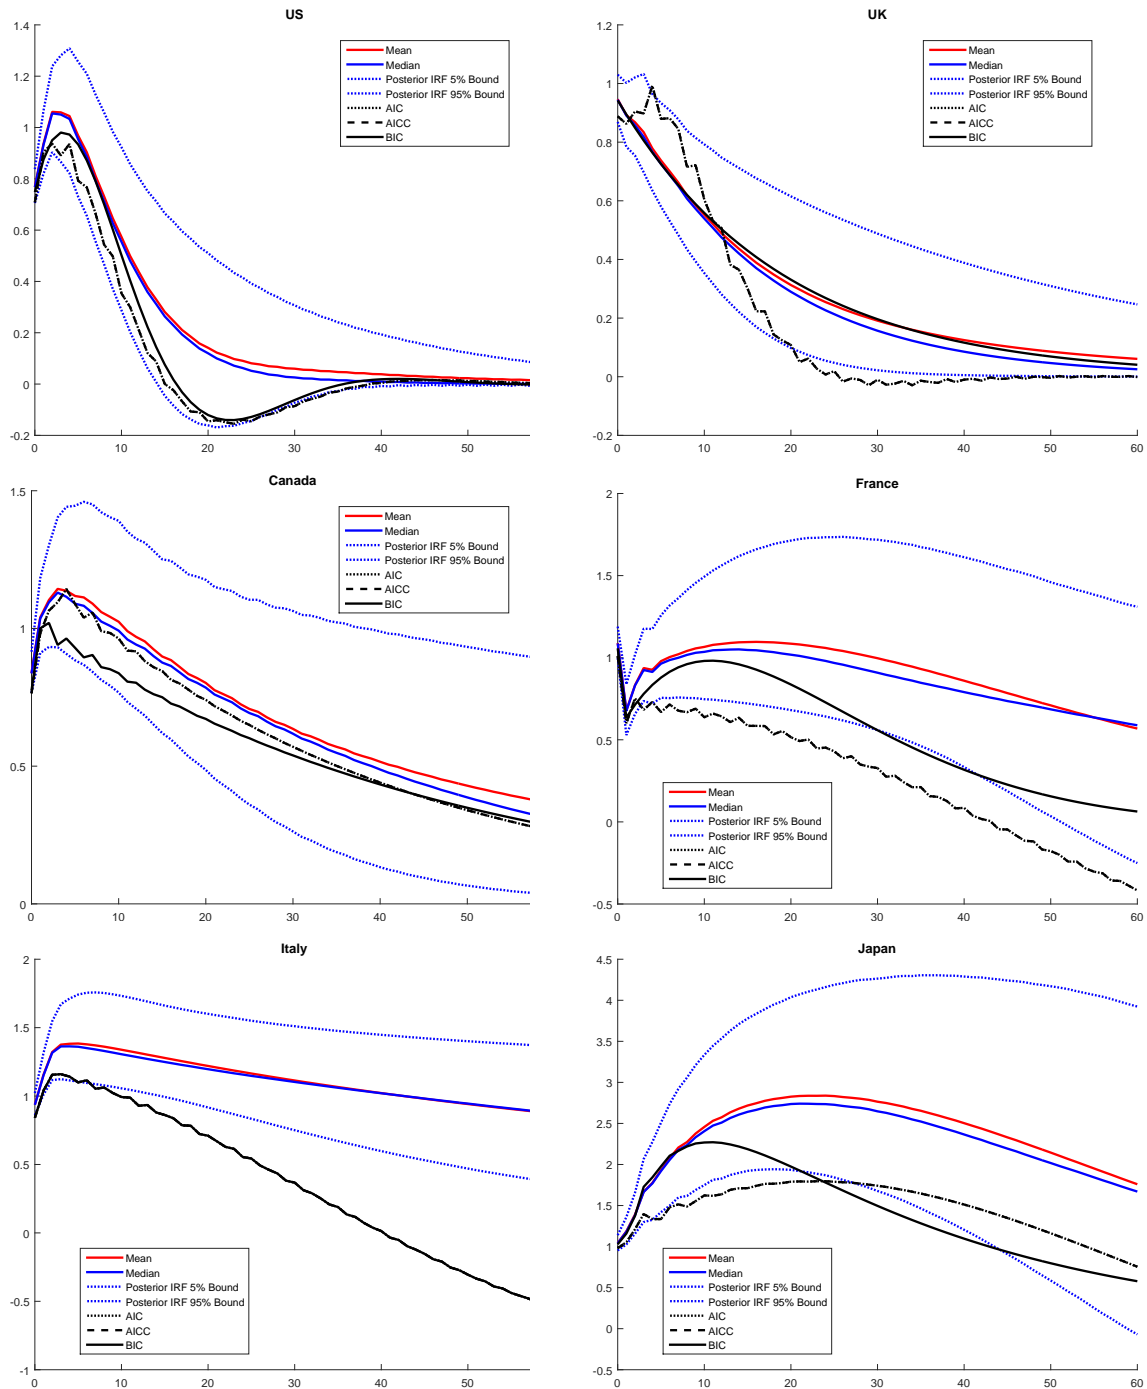 US
1.4
1.2
1
0.8
0.6
0.4
0.2
0
-0.2
0 10 20 30 40 50
Mean
Median
Posterior IRF 5% Bound
Posterior IRF 95% Bound
AIC
AICC
BIC
UK
1.2
1
0.8
0.6
0.4
0.2
0
-0.2
0 10 20 30 40 50 60
Mean
Median
Posterior IRF 5% Bound
Posterior IRF 95% Bound
AIC
AICC
BIC
Canada
1.5
1
0.5
0
0 10 20 30 40 50
Mean
Median
Posterior IRF 5% Bound
Posterior IRF 95% Bound
AIC
AICC
BIC
France
2
1.5
1
0.5
0
-0.5
0 10 20 30 40 50 60
Mean
Median
Posterior IRF 5% Bound
Posterior IRF 95% Bound
AIC
AICC
BIC
Italy
2
1.5
1
0.5
0
-0.5
-1
0 10 20 30 40 50
Mean
Median
Posterior IRF 5% Bound
Posterior IRF 95% Bound
AIC
AICC
BIC
Japan
4.5
4
3.5
3
2.5
2
1.5
1
0.5
0
-0.5
0 10 20 30 40 50 60
Mean
Median
Posterior IRF 5% Bound
Posterior IRF 95% Bound
AIC
AICC
BIC